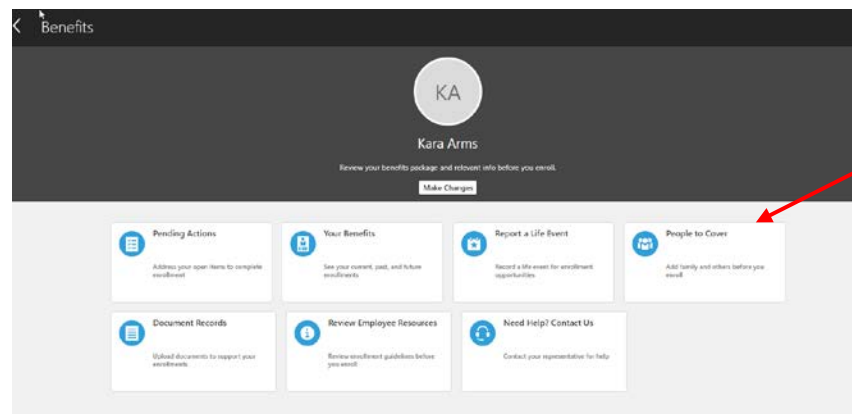 Benefits
KA
Kara Arms
Review your benefits package and relevant info before you enroll.
Make Changes
Pending Actions
Address your open items to complete
enrollment
Your Benefits
See your current, past, and future
enrollments
Report a Life Event
Record a life event for enrollment
opportunities
People to Cover
Add family and others before you
enroll
Document Records
Upload documents to support your
enrollments
Review Employee Resources
Review enrollment guidelines before
you enroll
Need Help? Contact Us
Contact your representative for help